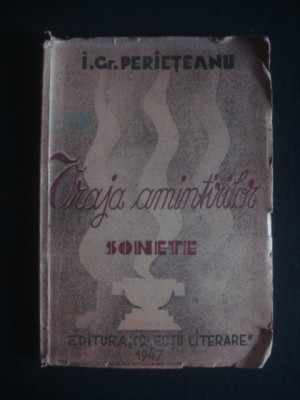 I.Gr. PERIEȚEANU
Vraja amintirilor
SONETE
EDITURA „COLECȚII LITERARE"
1947